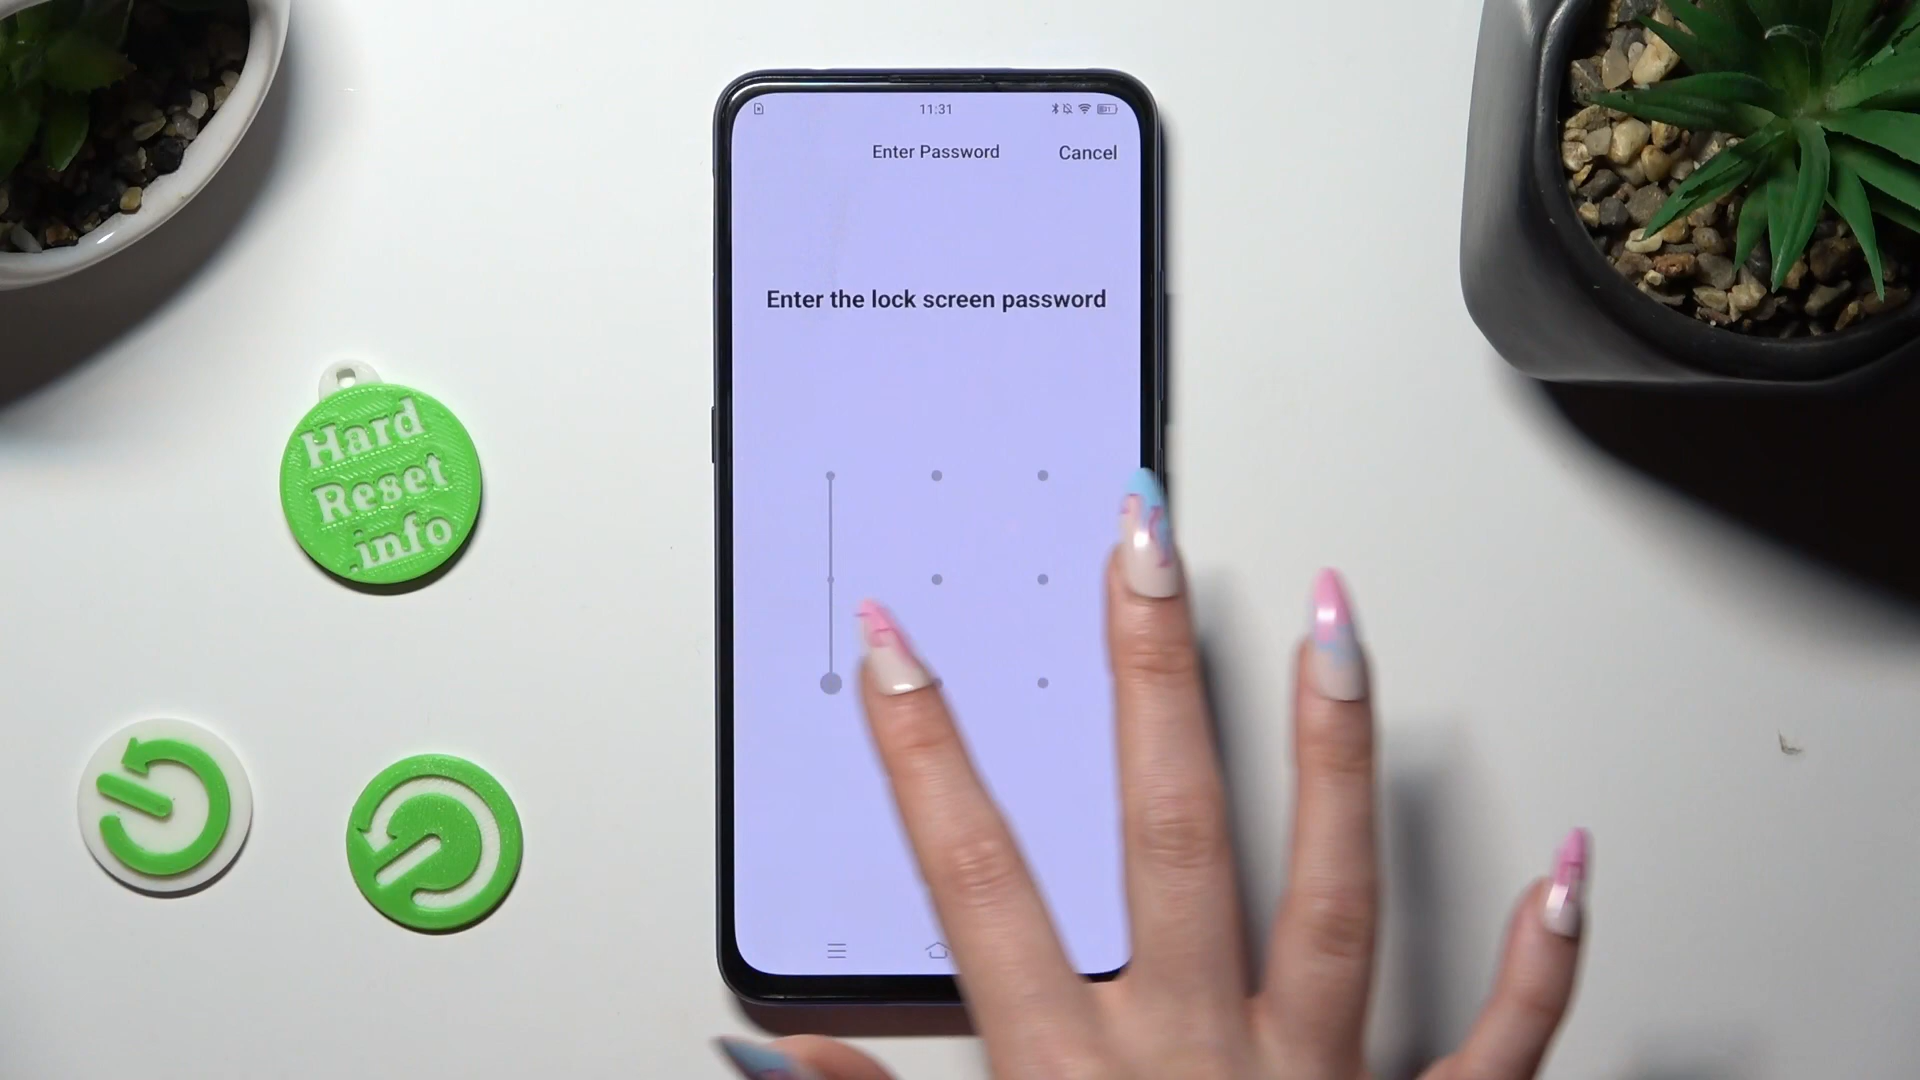 11:31
Enter Password
Cancel
Enter the lock screen password
Hard
Reset
.info